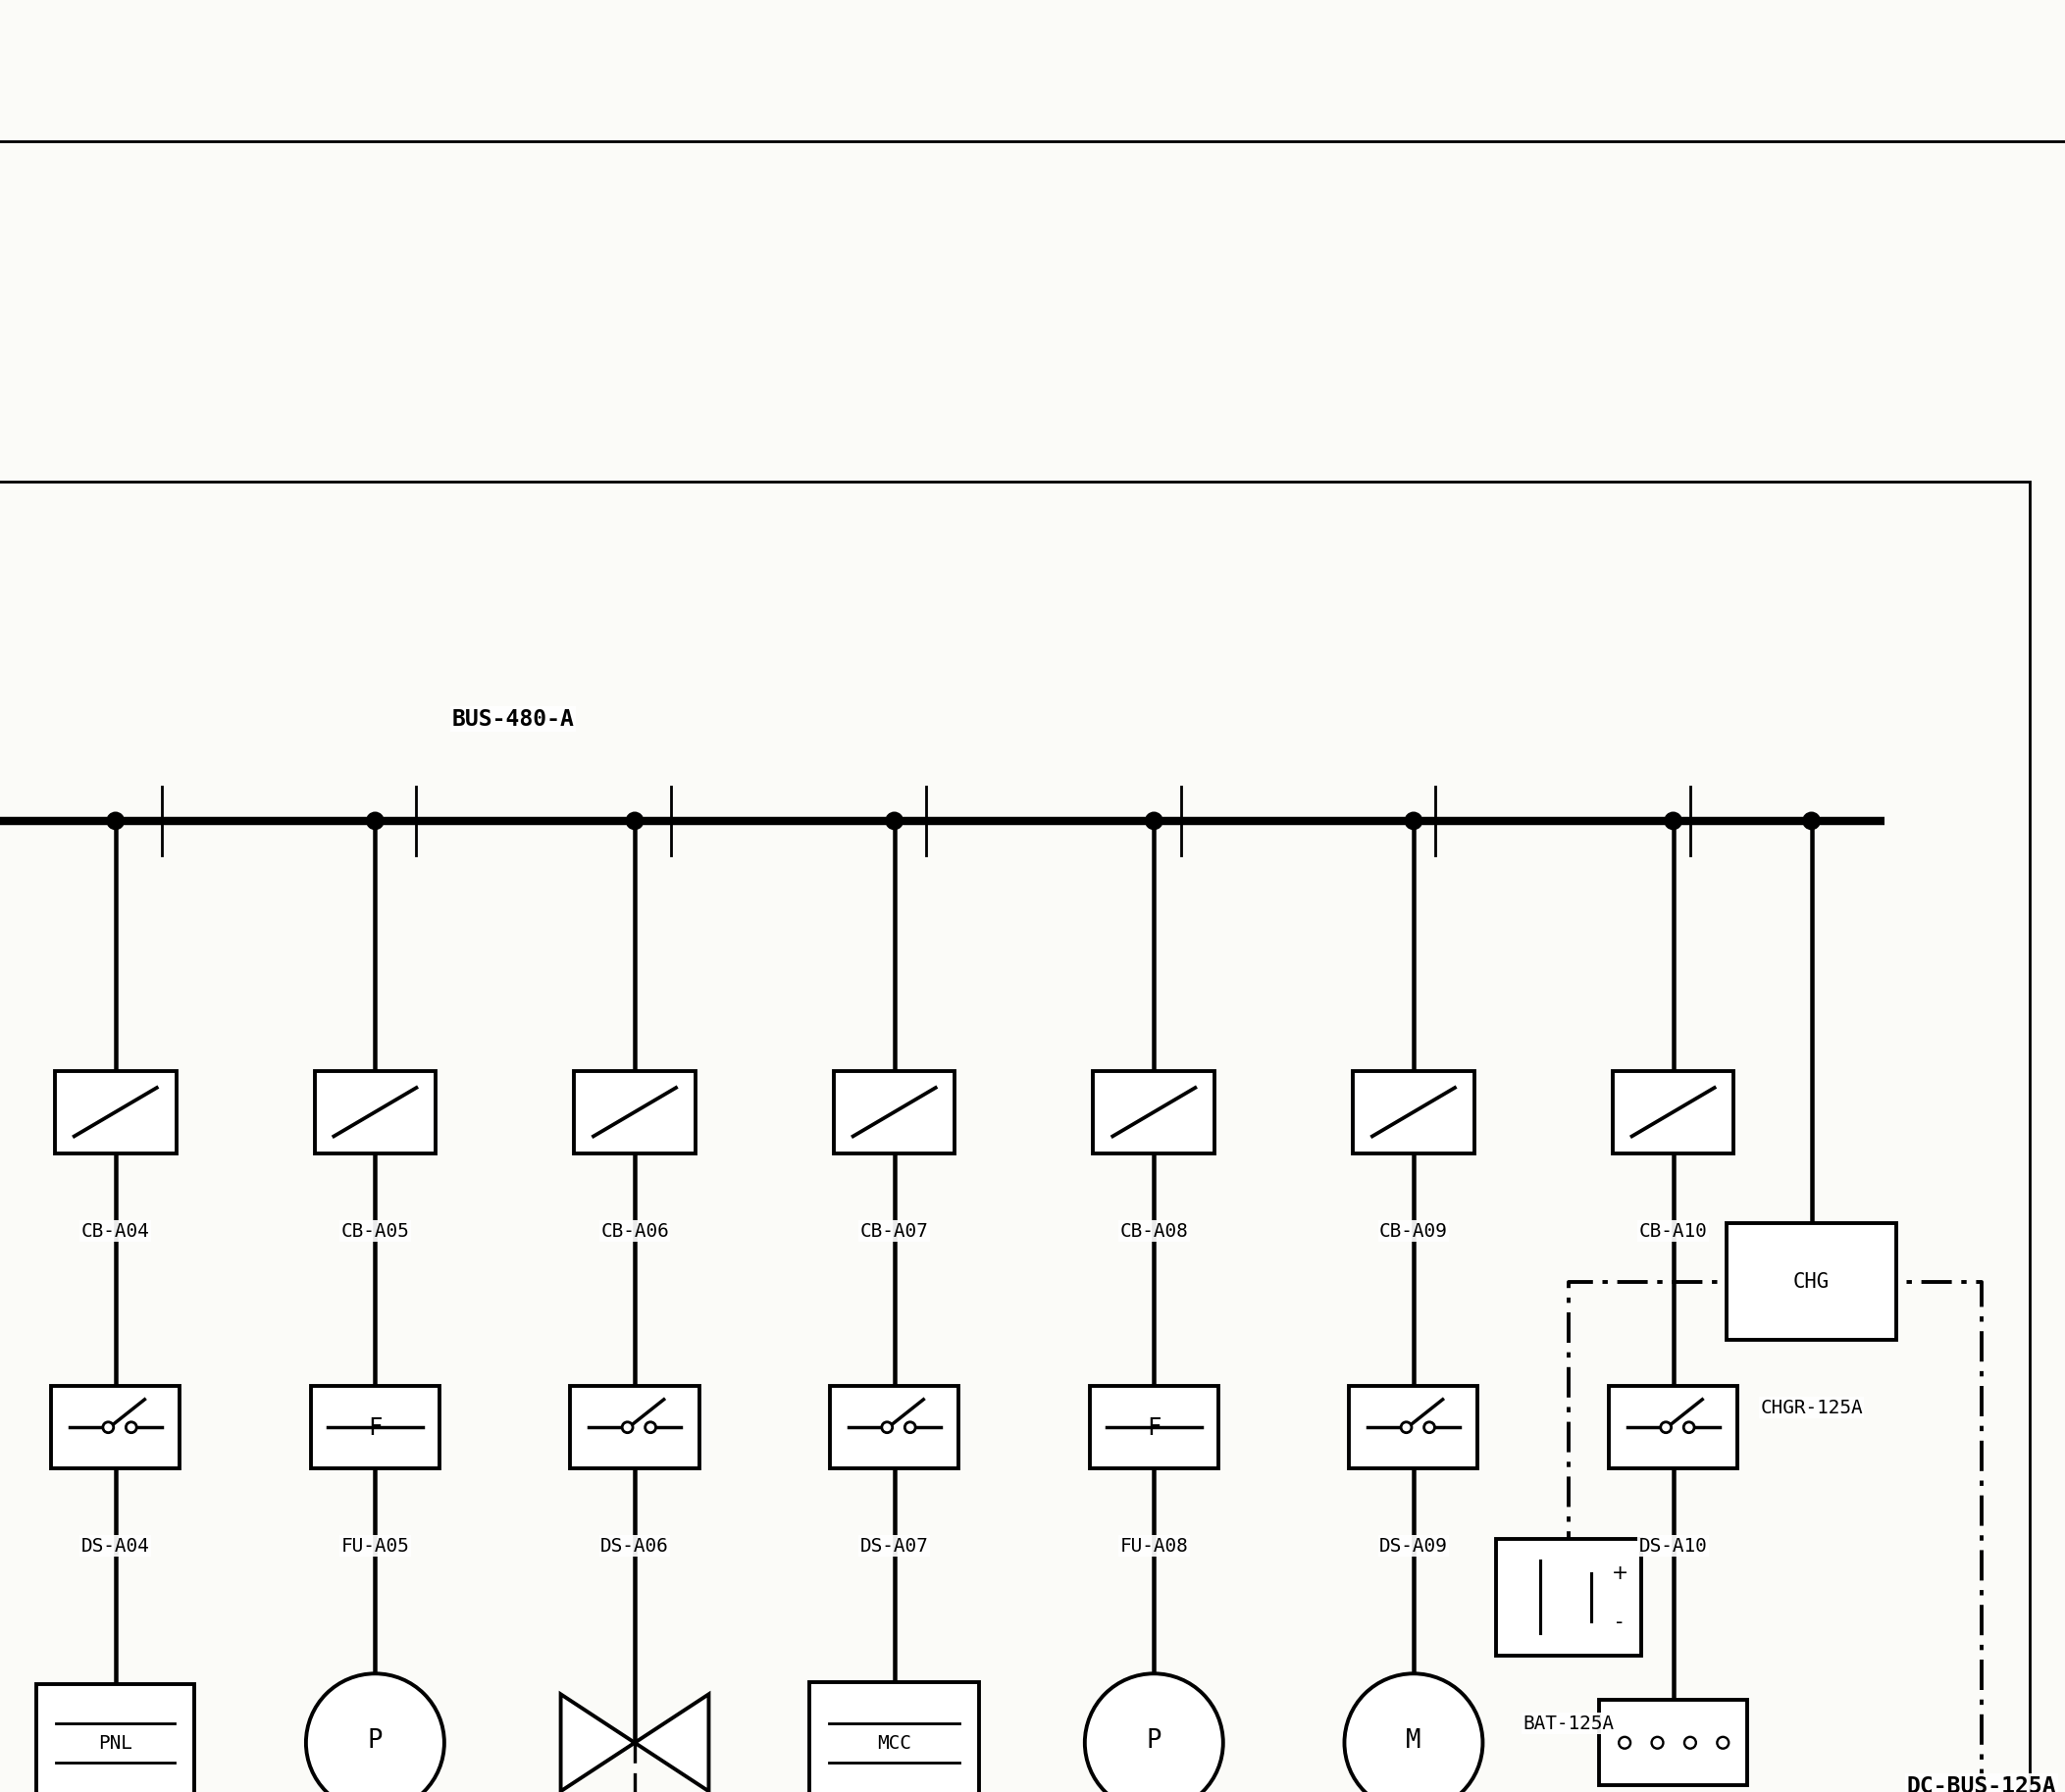 BUS-480-A
CB-A04
CB-A05
CB-A06
CB-A07
CB-A08
CB-A09
CB-A10
CHG
CHGR-125A
F
F
DS-A04
FU-A05
DS-A06
DS-A07
FU-A08
DS-A09
DS-A10
+
-
BAT-125A
PNL
P
MCC
P
M
DC-BUS-125A